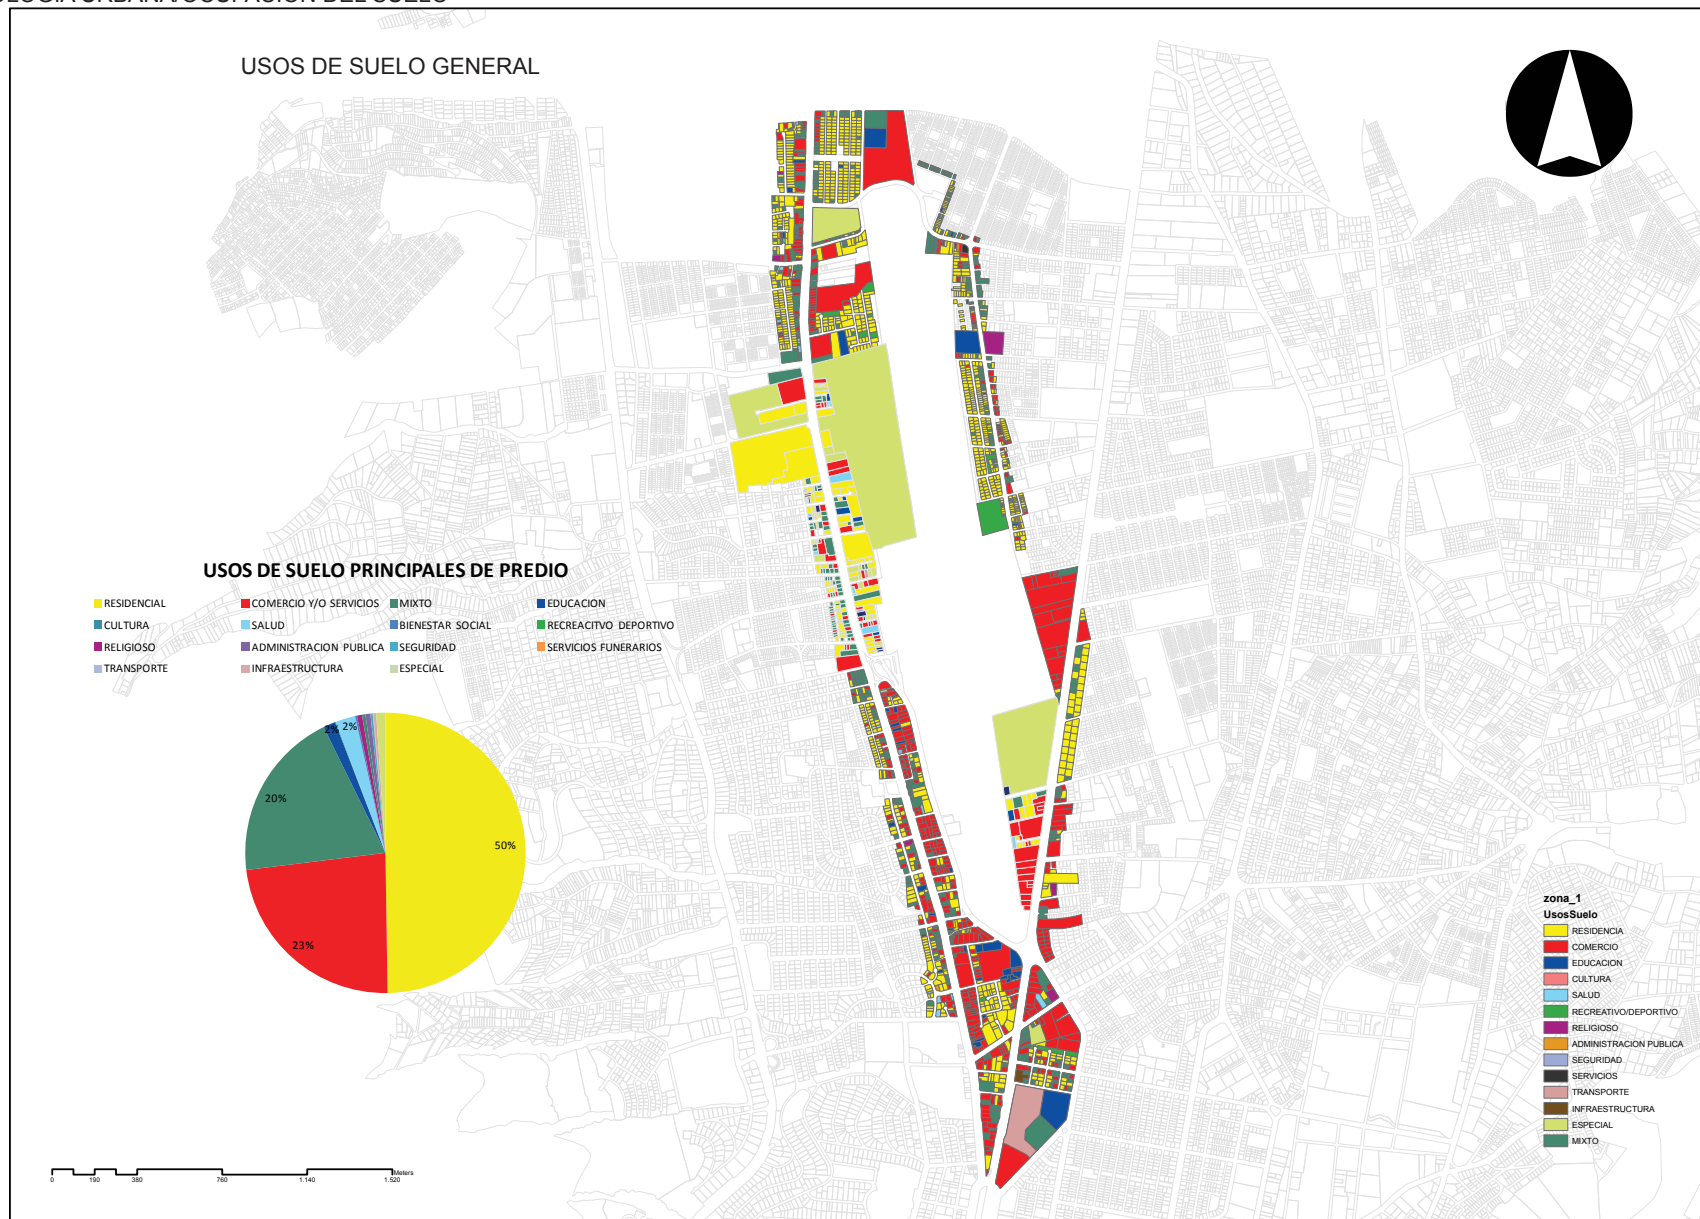 USOS DE SUELO GENERAL
USOS DE SUELO PRINCIPALES DE PREDIO
RESIDENCIAL COMERCIO Y/O SERVICIOS MIXTO EDUCACION
CULTURA SALUD BIENESTAR SOCIAL RECREACITVO DEPORTIVO
RELIGIOSO ADMINISTRACION PUBLICA SEGURIDAD SERVICIOS FUNERARIOS
TRANSPORTE INFRAESTRUCTURA ESPECIAL
2% 2%
20%
50%
23%
zona_1
UsosSuelo
RESIDENCIA
COMERCIO
EDUCACION
CULTURA
SALUD
RECREATIVO/DEPORTIVO
RELIGIOSO
ADMINISTRACION PUBLICA
SEGURIDAD
SERVICIOS
TRANSPORTE
INFRAESTRUCTURA
ESPECIAL
MIXTO
Meters
0 190 380 760 1.140 1.520